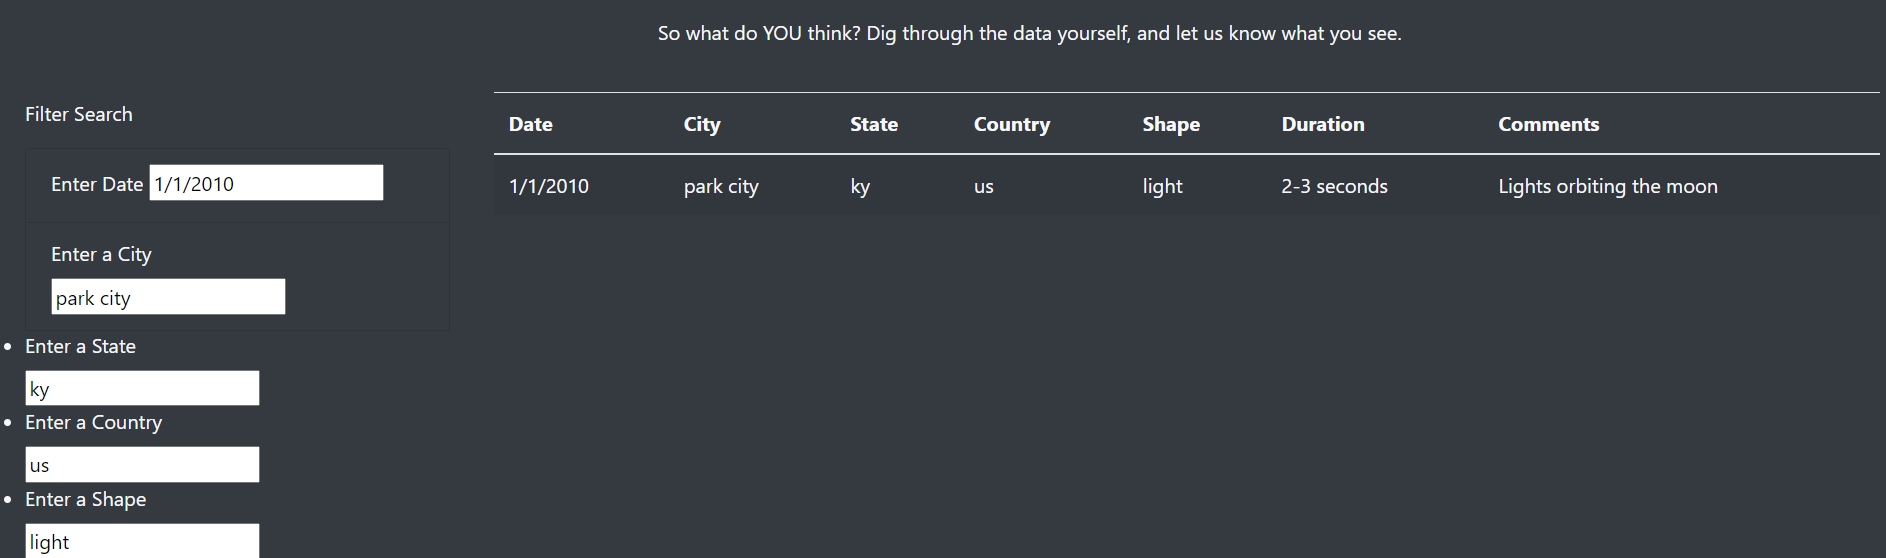 So what do YOU think? Dig through the data yourself, and let us know what you see.
Filter Search
Enter Date 1/1/2010
Enter a City
park city
Enter a State
ky
Enter a Country
us
Enter a Shape
light
Date City State Country Shape Duration Comments
1/1/2010 park city ky us light 2-3 seconds Lights orbiting the moon